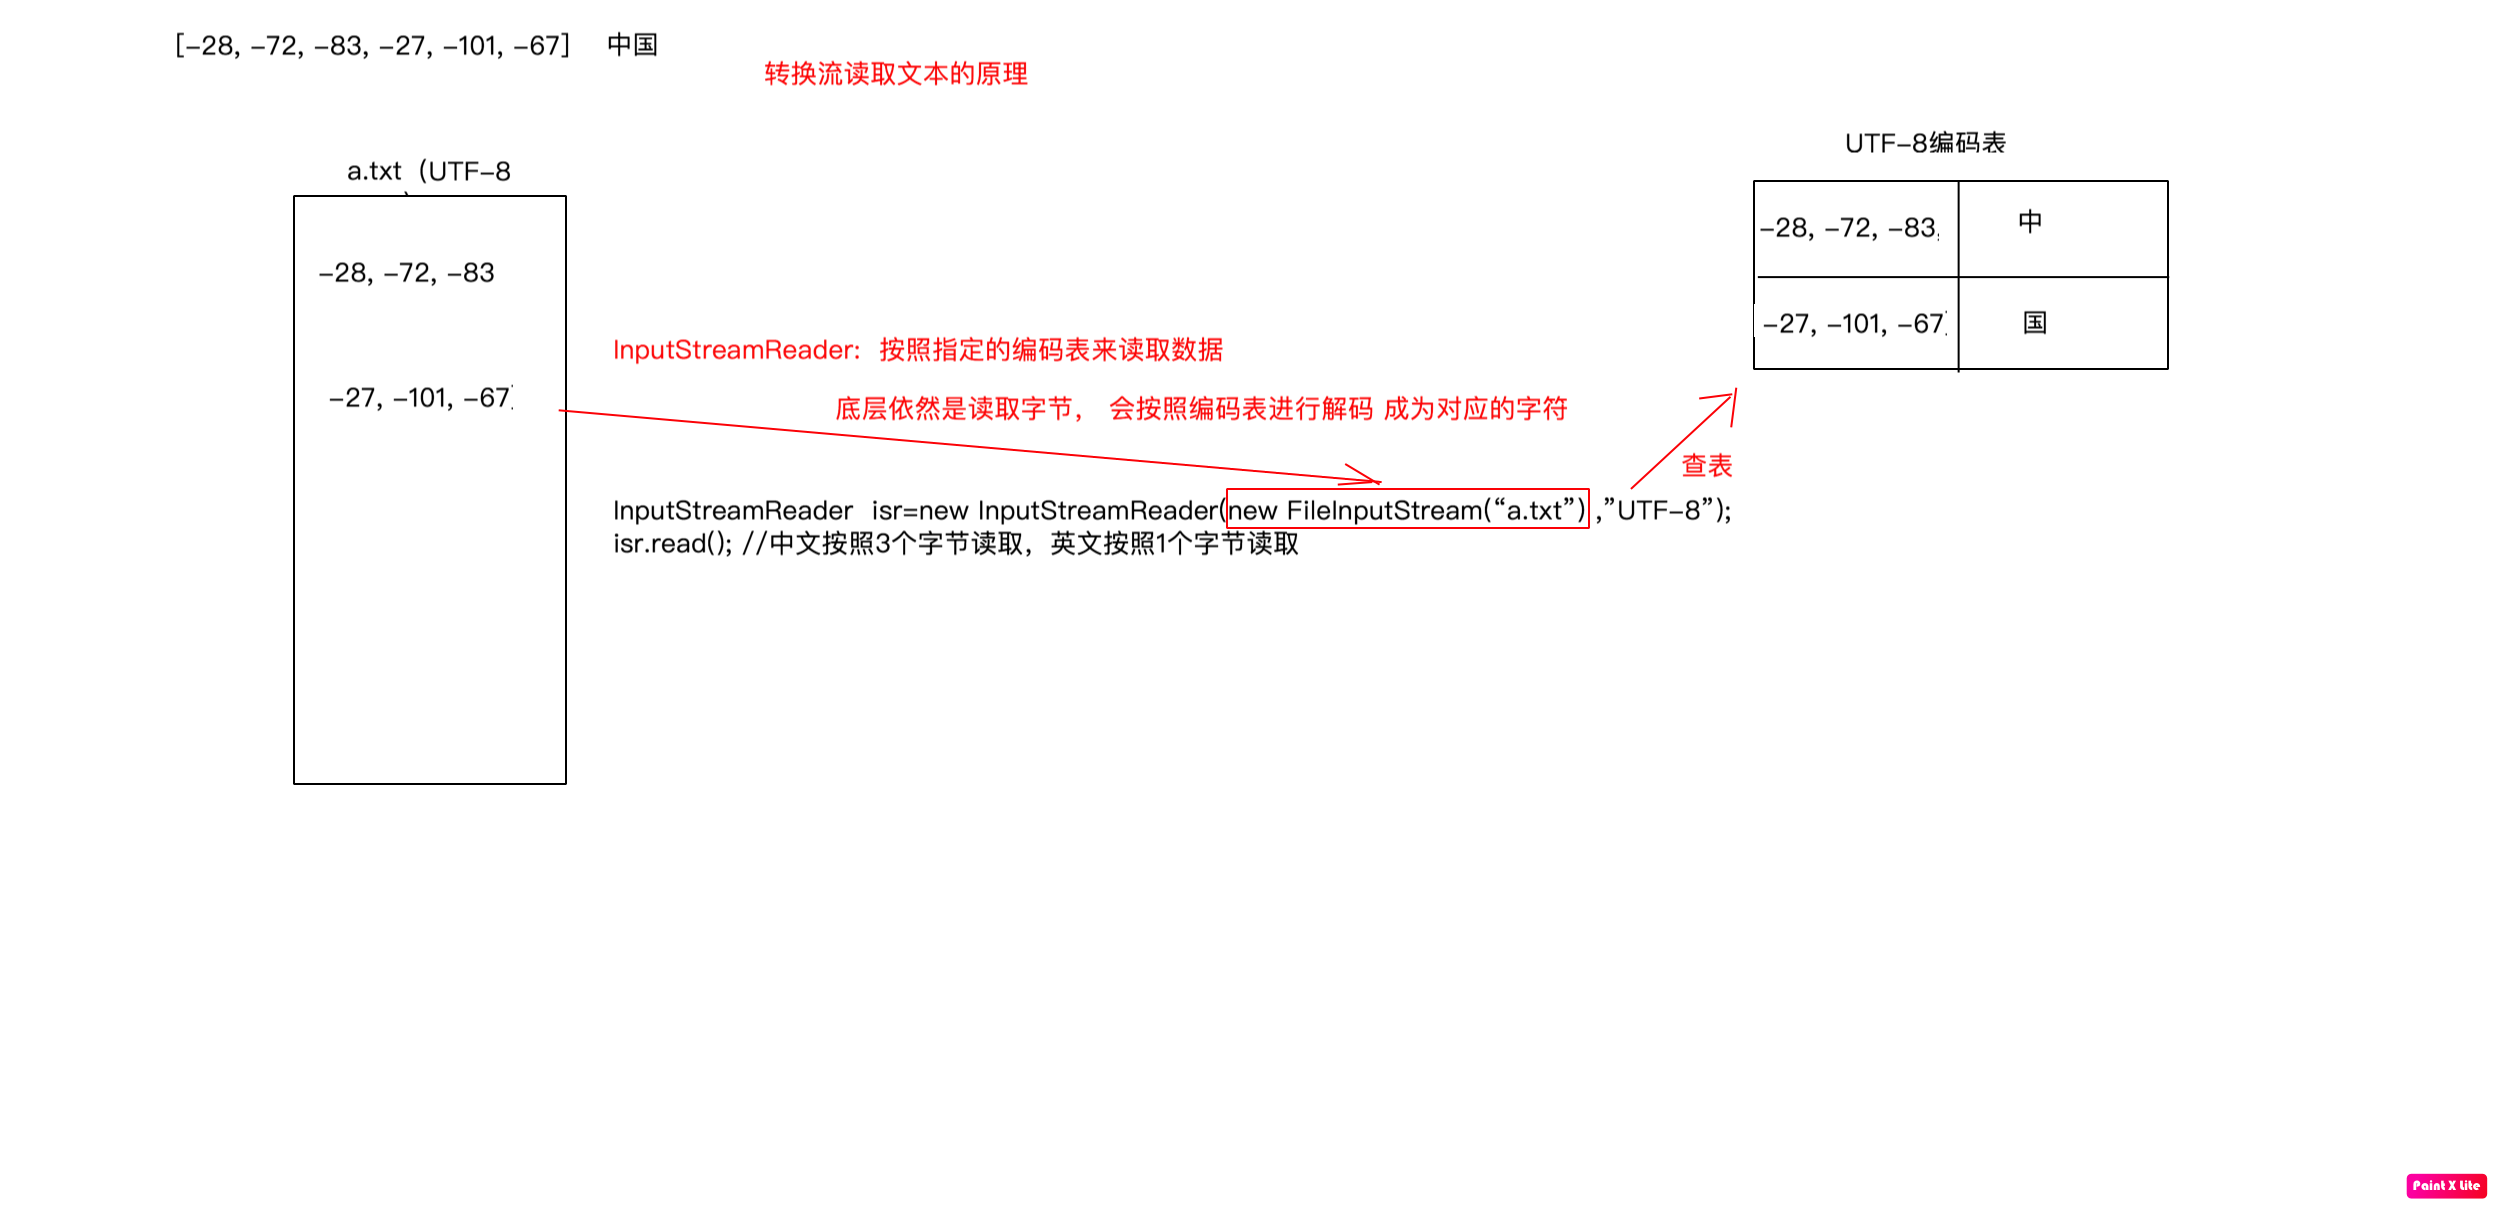 [-28, -72, -83, -27, -101, -67] 中国
转换流读取文本的原理
UTF-8编码表
a.txt（UTF-8
）
-28, -72, -83, 中
-28, -72, -83
-27, -101, -67] 国
InputStreamReader: 按照指定的编码表来读取数据
-27, -101, -67]
底层依然是读取字节， 会按照编码表进行解码 成为对应的字符
查表
InputStreamReader isr=new InputStreamReader(new FileInputStream(“a.txt”) ,”UTF-8”);
isr.read(); //中文按照3个字节读取，英文按照1个字节读取
Paint X Lite